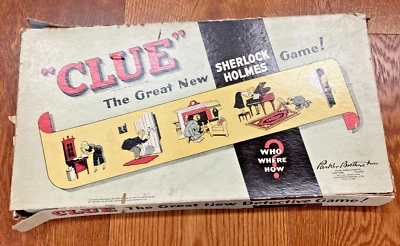 "CLUE"
The Great New
SHERLOCK
HOLMES
Game!
WHO
WHERE
HOW
?
Parker Brothers Inc
"CLUE" The Great New Detective Game!